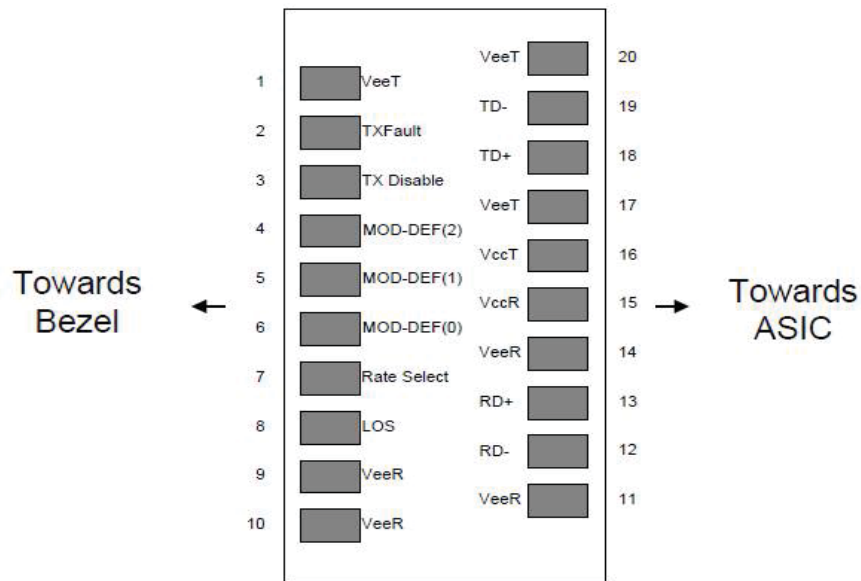 Towards
Bezel
1 VeeT
2 TXFault
3 TX Disable
4 MOD-DEF(2)
5 MOD-DEF(1)
6 MOD-DEF(0)
7 Rate Select
8 LOS
9 VeeR
10 VeeR
VeeT 20
TD- 19
TD+ 18
VeeT 17
VccT 16
VccR 15
VeeR 14
RD+ 13
RD- 12
VeeR 11
Towards
ASIC